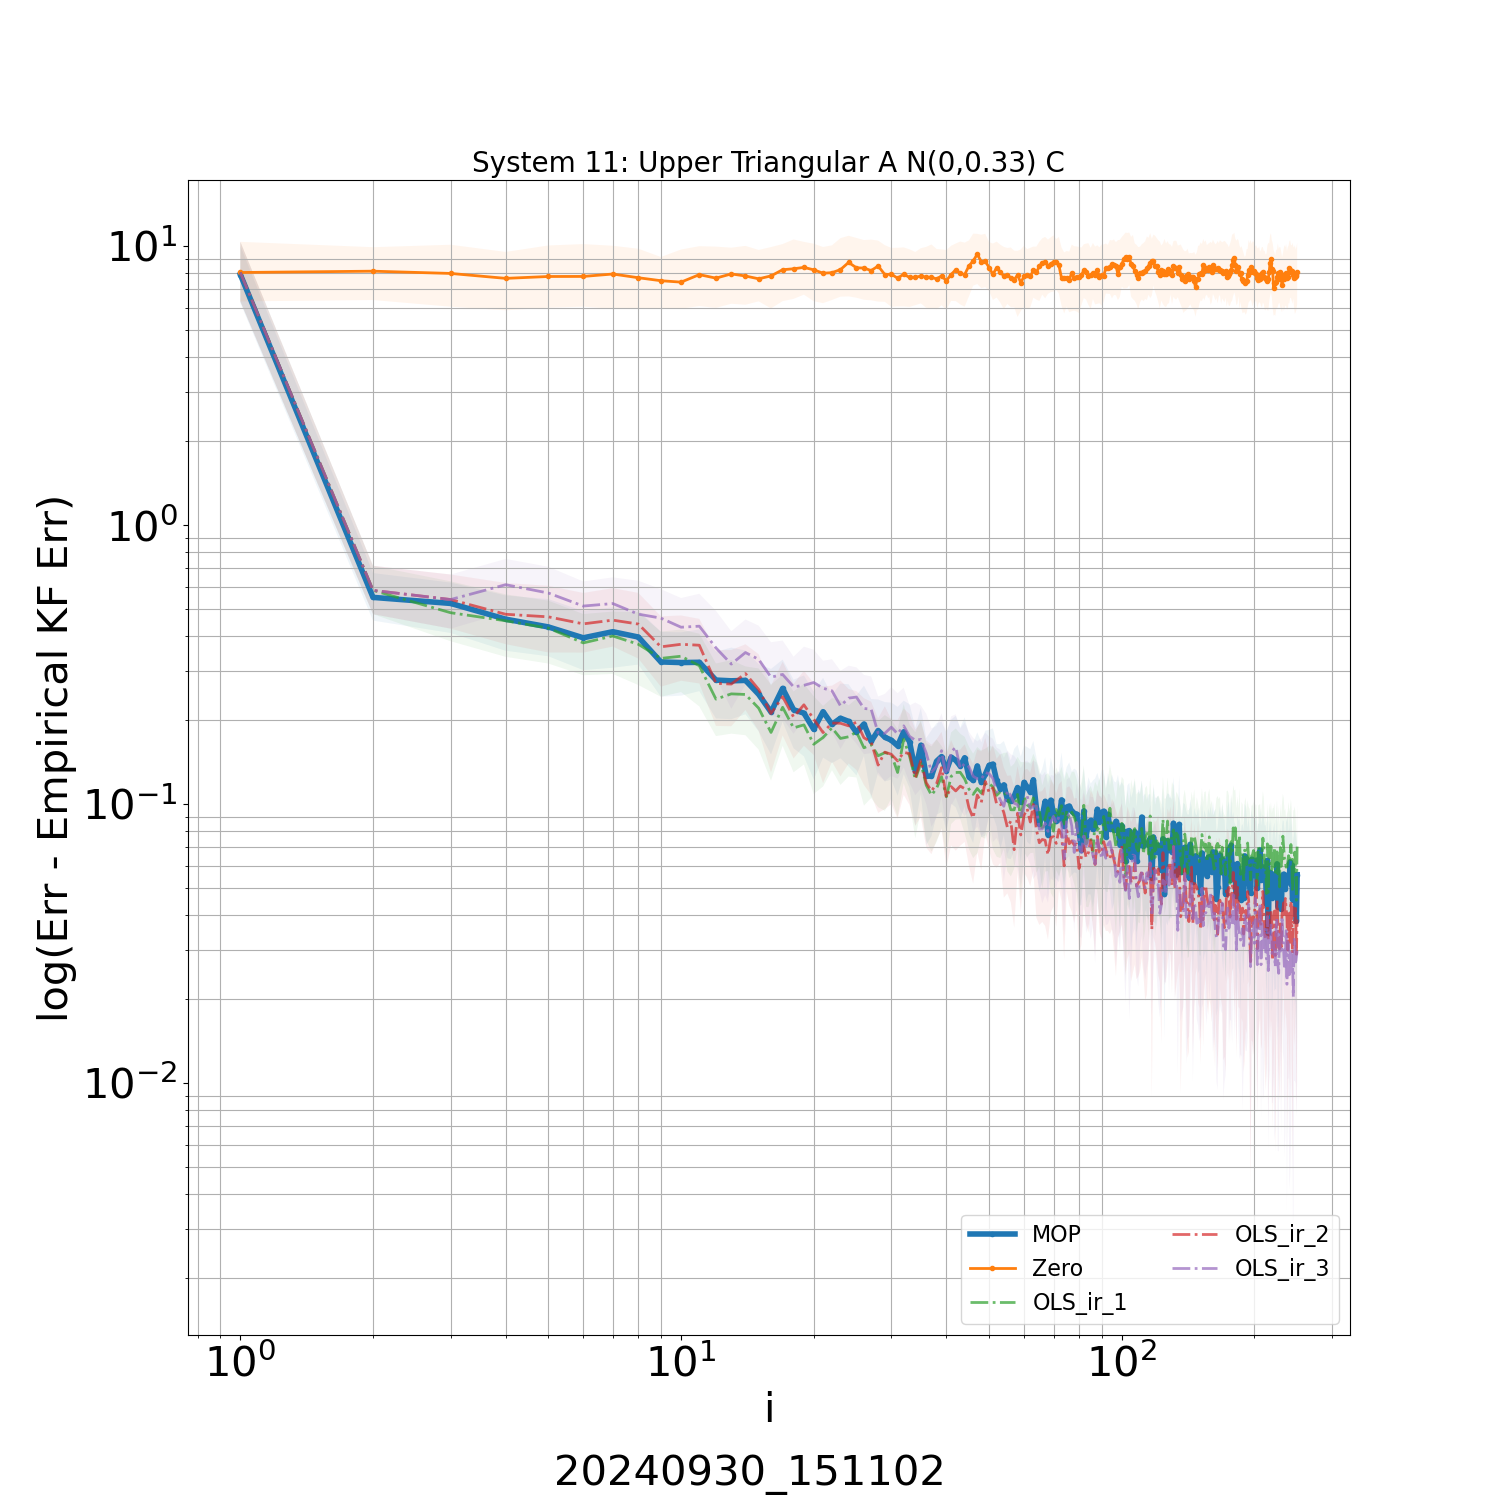 System 11: Upper Triangular A N(0,0.33) C
log(Err - Empirical KF Err)
10¹
10⁰
10⁻¹
10⁻²
MOP
Zero
OLS_ir_1
OLS_ir_2
OLS_ir_3
10⁰ 10¹ 10²
i
20240930_151102